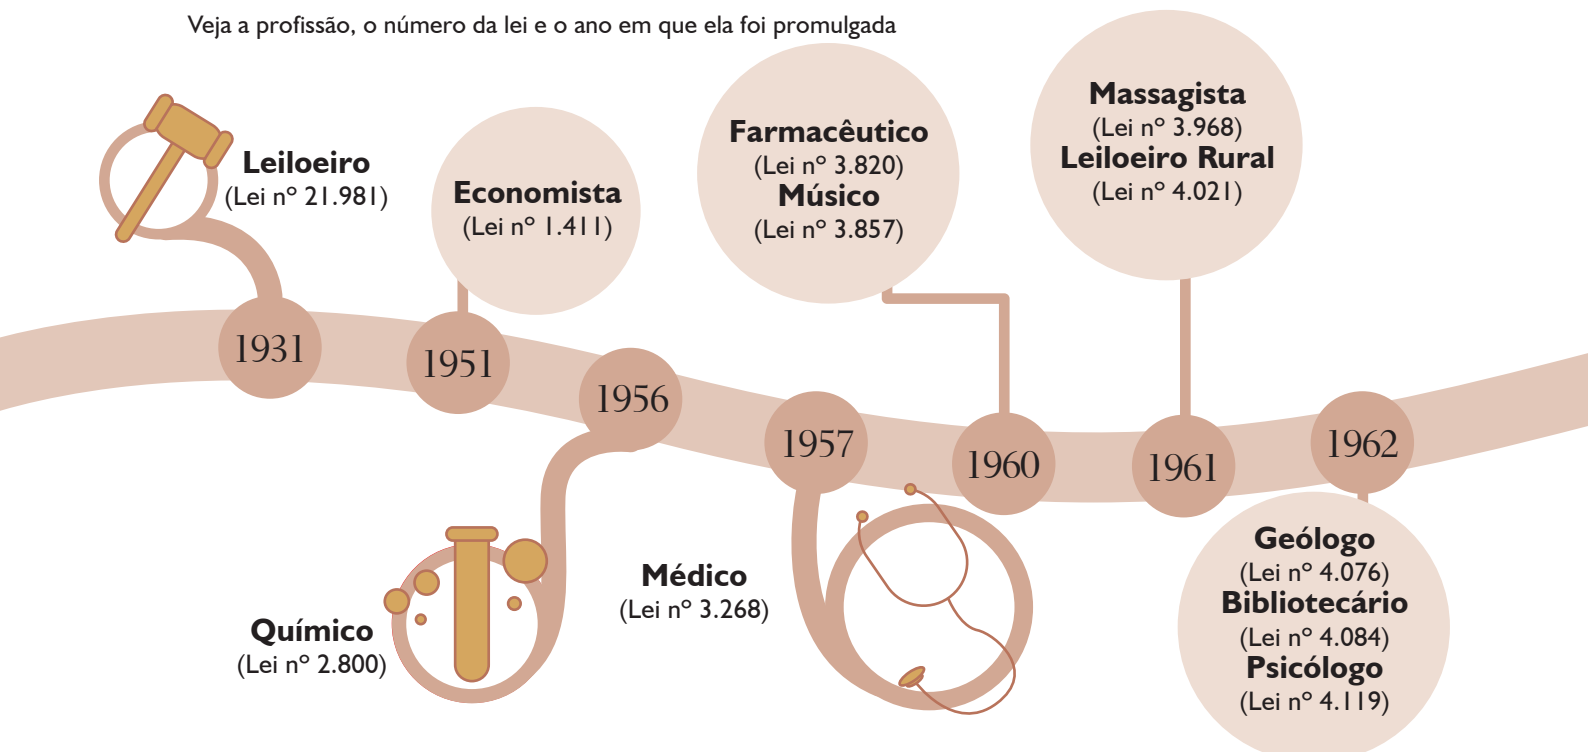 Veja a profissão, o número da lei e o ano em que ela foi promulgada
Leiloeiro
(Lei nº 21.981)
1931
Economista
(Lei nº 1.411)
1951
1956
Químico
(Lei nº 2.800)
1957
Médico
(Lei nº 3.268)
Farmacêutico
(Lei nº 3.820)
Músico
(Lei nº 3.857)
1960
Massagista
(Lei nº 3.968)
Leiloeiro Rural
(Lei nº 4.021)
1961
1962
Geólogo
(Lei nº 4.076)
Bibliotecário
(Lei nº 4.084)
Psicólogo
(Lei nº 4.119)